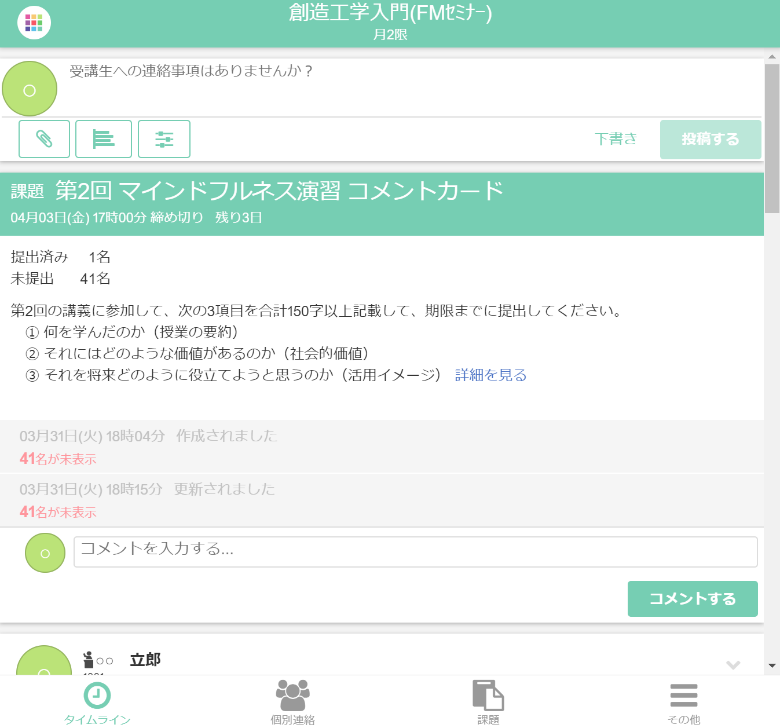 創造工学入門(FMｾﾐﾅｰ)
月2限
受講生への連絡事項はありませんか？
下書き 投稿する
課題 第2回 マインドフルネス演習 コメントカード
04月03日(金) 17時00分 締め切り 残り3日
提出済み 1名
未提出 41名
第2回の講義に参加して、次の3項目を合計150字以上記載して、期限までに提出してください。
① 何を学んだのか（授業の要約）
② それにはどのような価値があるのか（社会的価値）
③ それを将来どのように役立てようと思うのか（活用イメージ） 詳細を見る
03月31日(火) 18時04分 作成されました
41名が未表示
03月31日(火) 18時15分 更新されました
41名が未表示
コメントを入力する...
コメントする
○○ 立郎
タイムライン 個別連絡 課題 その他